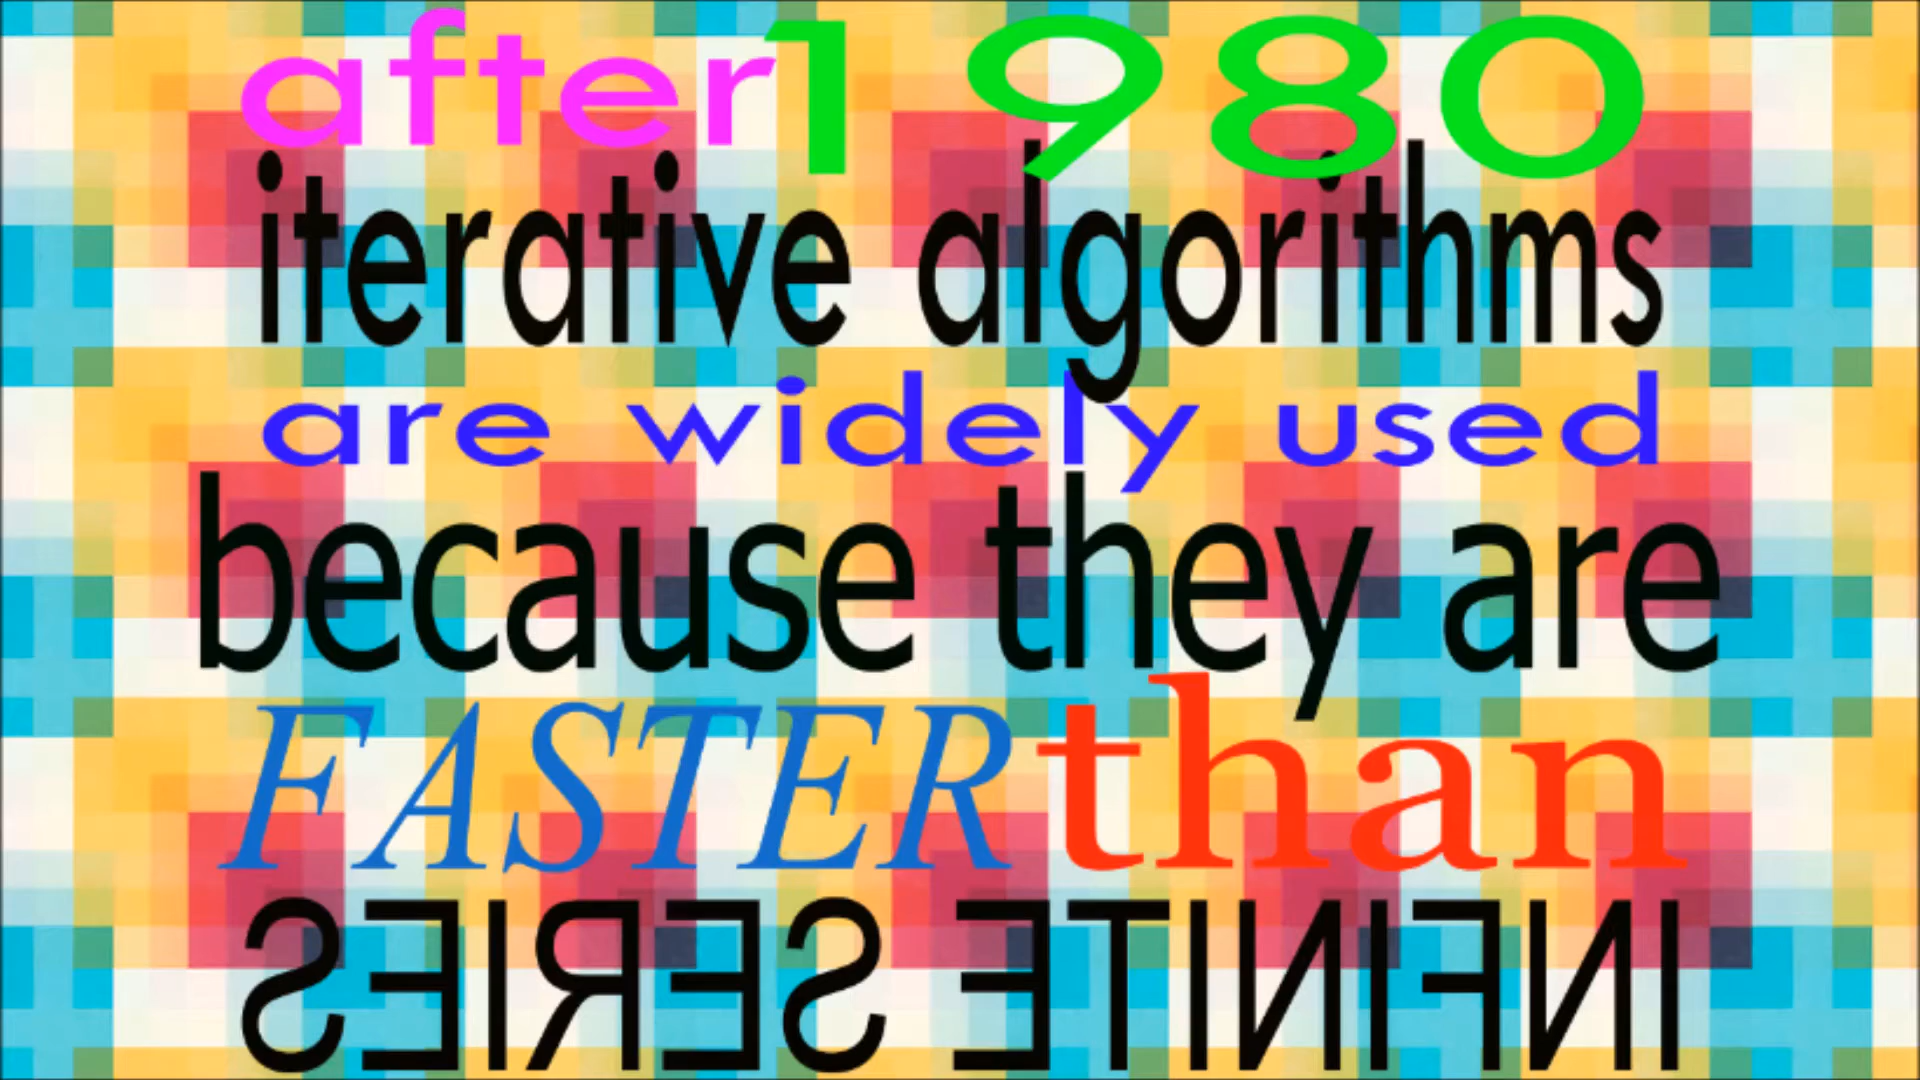 after 1980
iterative algorithms
are widely used
because they are
FASTER than
INFINITE SERIES